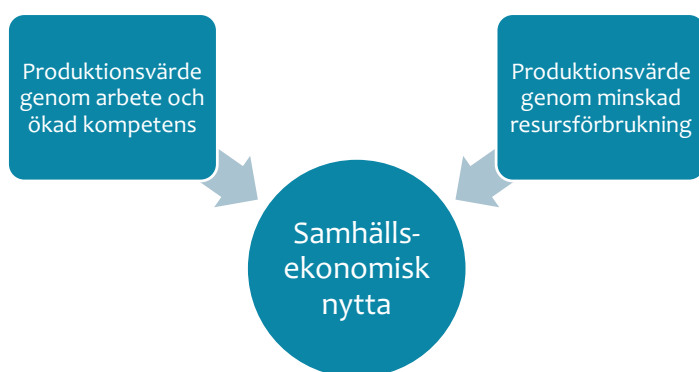 Produktionsvärde
genom arbete och
ökad kompetens
Produktionsvärde
genom minskad
resursförbrukning
Samhälls-
ekonomisk
nytta